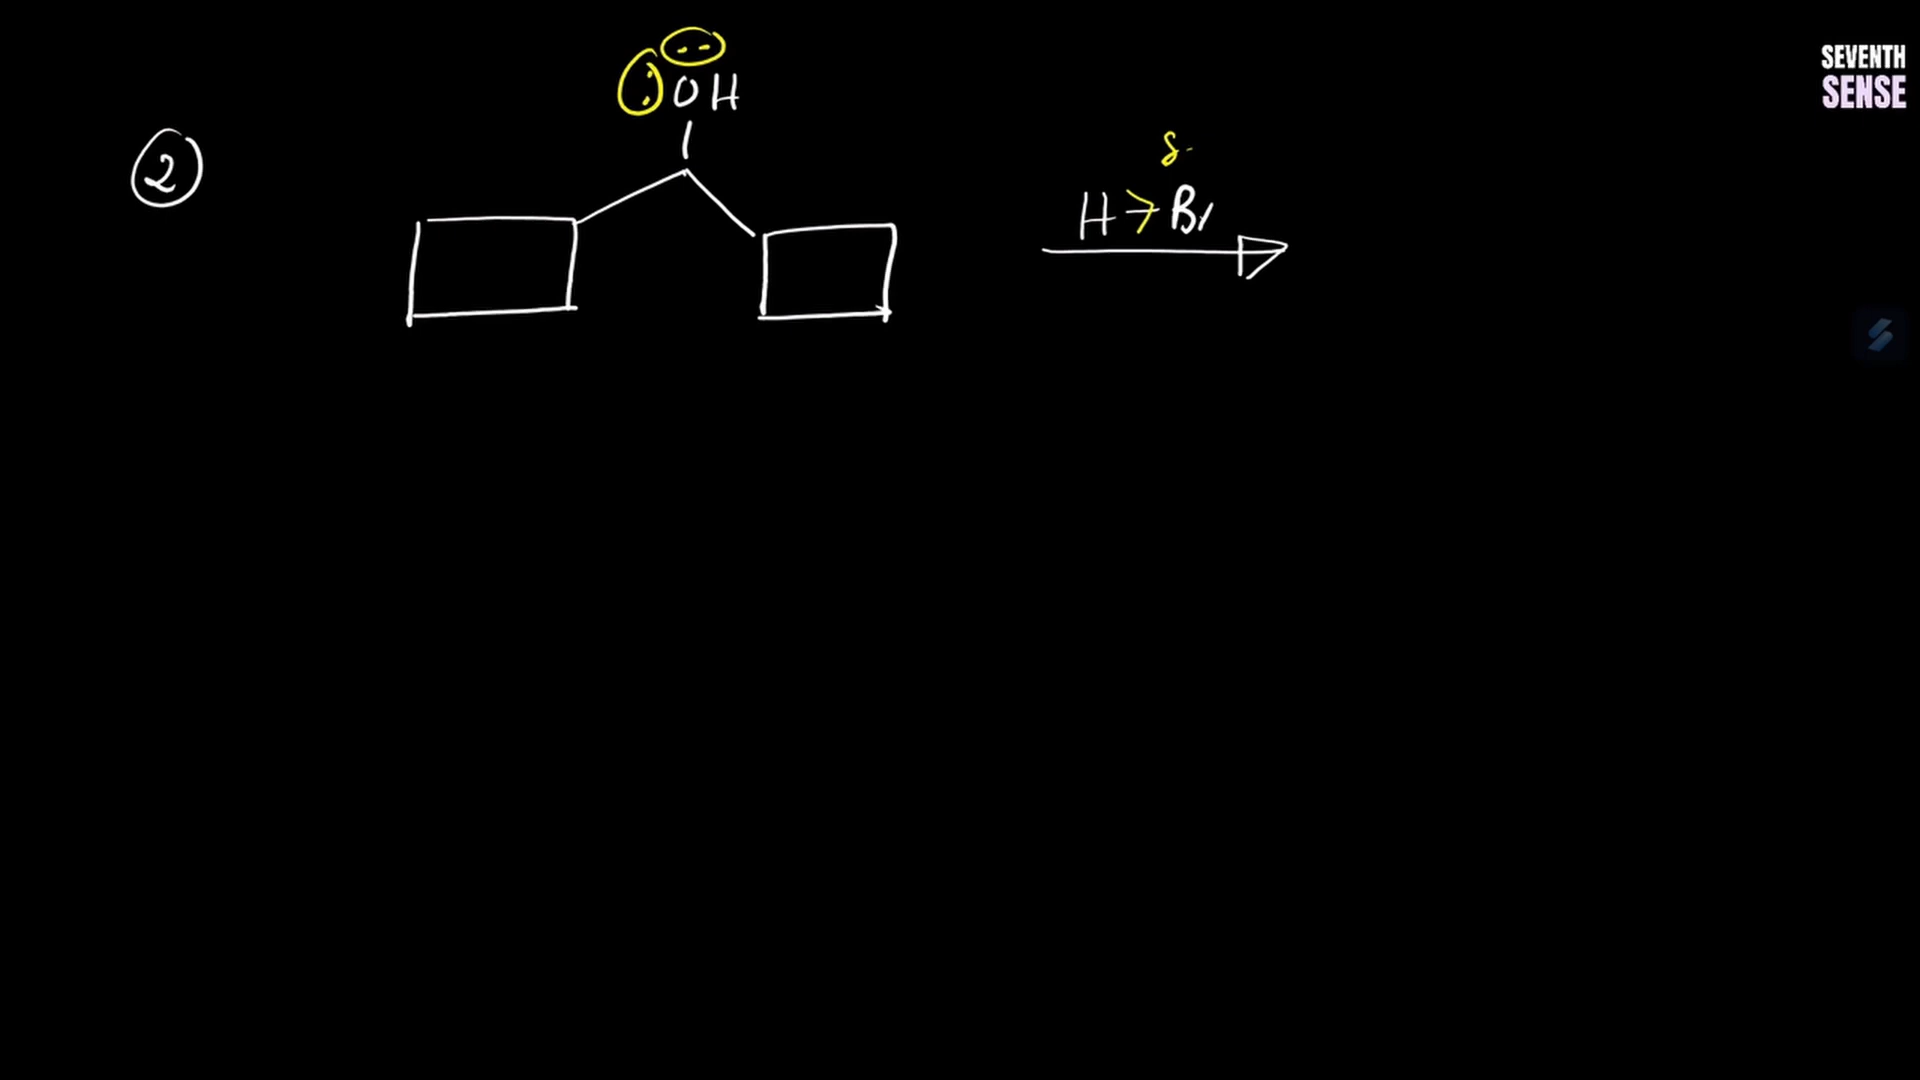 OH
②
δ-
H Br
SEVENTH
SENSE